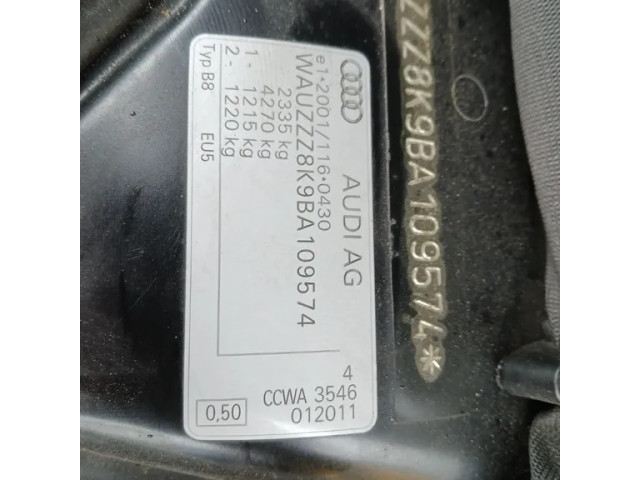 AUDI AG
e1*2001/116*0430
WAUZZZ8K9BA109574
2335 kg
4270 kg
1 - 1215 kg
2 - 1220 kg
Typ B8 EU5
4
CCWA 3546
0,50 012011
ZZZ8K9BA109574*